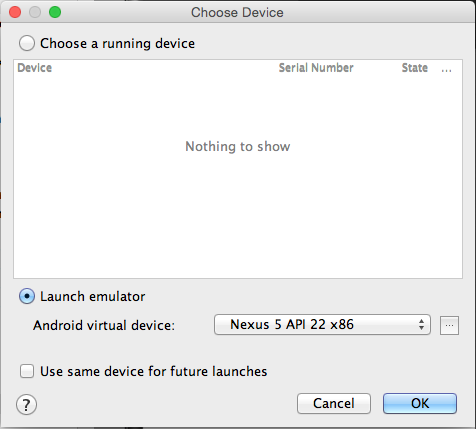 Choose Device
Choose a running device
Device Serial Number State ...
Nothing to show
Launch emulator
Android virtual device: Nexus 5 API 22 x86 ...
Use same device for future launches
? Cancel OK